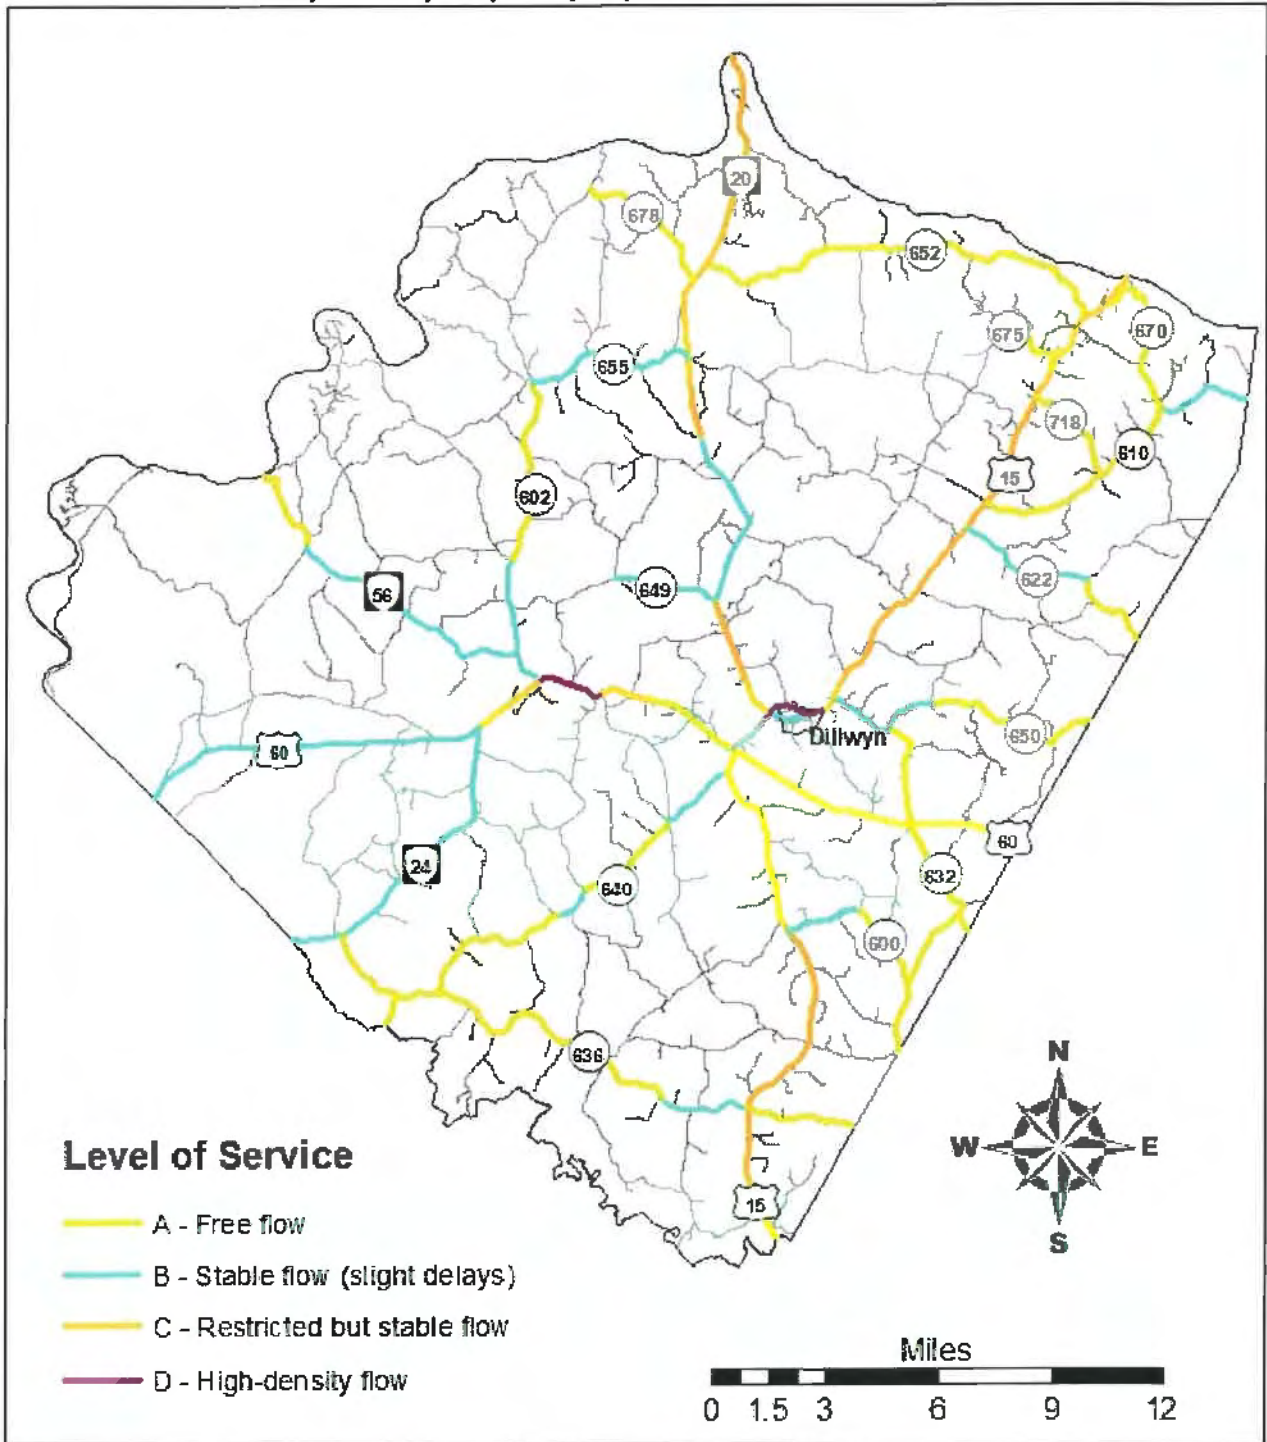 20
678
652
675
670
655
718
610
15
602
622
56
649
Dillwyn
650
60
60
24
632
640
600
636
N
W
E
S
15
Level of Service
A - Free flow
B - Stable flow (slight delays)
C - Restricted but stable flow
D - High-density flow
Miles
0 1.5 3 6 9 12